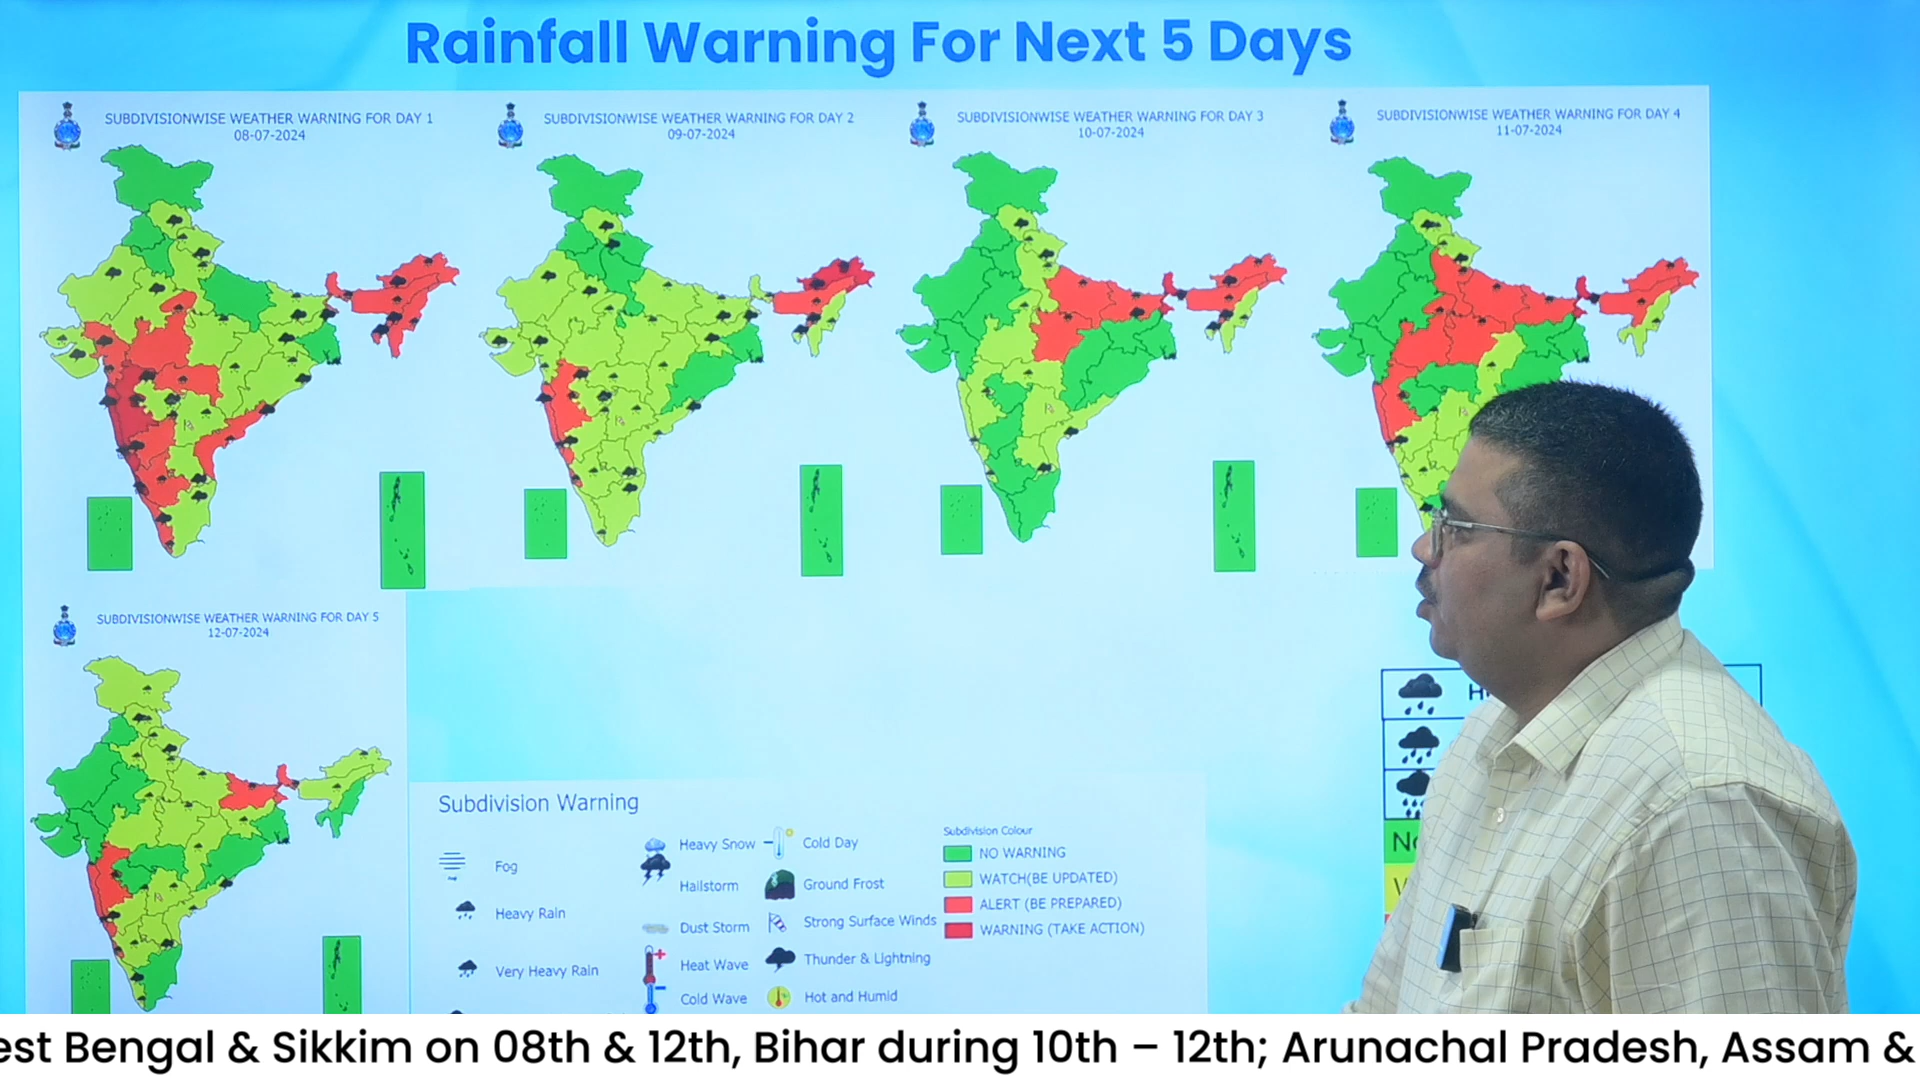 Rainfall Warning For Next 5 Days
SUBDIVISIONWISE WEATHER WARNING FOR DAY 1
08-07-2024
SUBDIVISIONWISE WEATHER WARNING FOR DAY 2
09-07-2024
SUBDIVISIONWISE WEATHER WARNING FOR DAY 3
10-07-2024
SUBDIVISIONWISE WEATHER WARNING FOR DAY 4
11-07-2024
SUBDIVISIONWISE WEATHER WARNING FOR DAY 5
12-07-2024
Subdivision Warning
Fog
Heavy Rain
Very Heavy Rain
Heavy Snow
Hailstorm
Dust Storm
Heat Wave
Cold Wave
Cold Day
Ground Frost
Strong Surface Winds
Thunder & Lightning
Hot and Humid
Subdivision Colour
NO WARNING
WATCH(BE UPDATED)
ALERT (BE PREPARED)
WARNING (TAKE ACTION)
est Bengal & Sikkim on 08th & 12th, Bihar during 10th – 12th; Arunachal Pradesh, Assam &